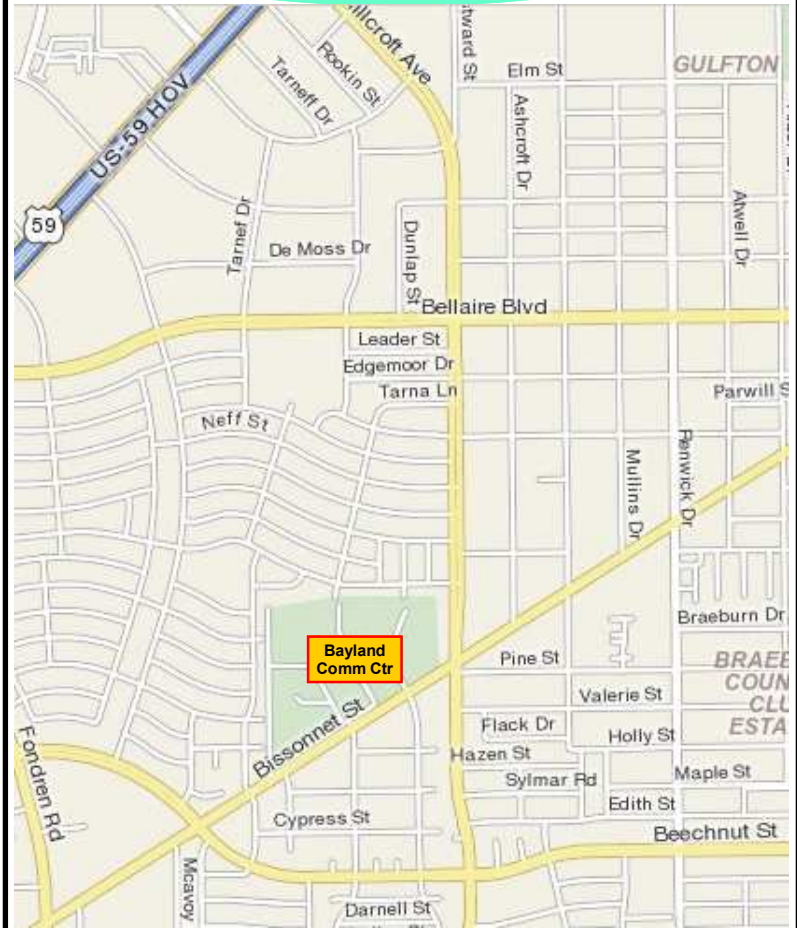 Rookin St
Tarneff Dr
Elm St
GULFTON
US-59 HOV
59
Ashcroft Dr
Atwell Dr
Tarnef Dr
De Moss Dr
Dunlap St
Bellaire Blvd
Leader St
Edgemoor Dr
Tarna Ln
Parwill S
Neff St
Mullins Dr
Renwick Dr
Braeburn Dr
Bayland
Comm Ctr
Pine St
BRAEB
COUN
CLU
ESTA
Valerie St
Bissonnet St
Flack Dr
Holly St
Hazen St
Sylmar Rd
Maple St
Fondren Rd
Edith St
Cypress St
Beechnut St
Mcavoy
Darnell St
llcroft Ave
tward St